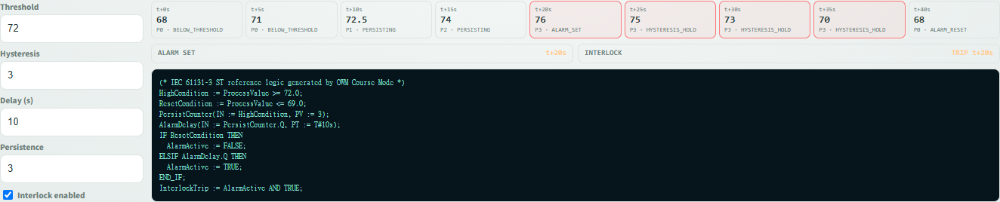 Threshold
72
Hysteresis
3
Delay (s)
10
Persistence
3
Interlock enabled
t+0s
68
P0 · BELOW_THRESHOLD
t+5s
71
P0 · BELOW_THRESHOLD
t+10s
72.5
P1 · PERSISTING
t+15s
74
P2 · PERSISTING
t+20s
76
P3 · ALARM_SET
t+25s
75
P3 · HYSTERESIS_HOLD
t+30s
73
P3 · HYSTERESIS_HOLD
t+35s
70
P3 · HYSTERESIS_HOLD
t+40s
68
P0 · ALARM_RESET
ALARM SET t+20s
INTERLOCK TRIP t+20s
(* IEC 61131-3 ST reference logic generated by OWM Course Mode *)
HighCondition := ProcessValue >= 72.0;
ResetCondition := ProcessValue <= 69.0;
PersistCounter(IN := HighCondition, PV := 3);
AlarmDelay(IN := PersistCounter.Q, PT := T#10s);
IF ResetCondition THEN
  AlarmActive := FALSE;
ELSIF AlarmDelay.Q THEN
  AlarmActive := TRUE;
END_IF;
InterlockTrip := AlarmActive AND TRUE;